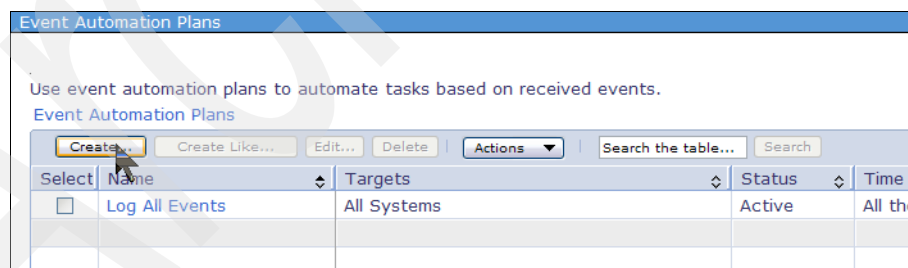 Event Automation Plans
Use event automation plans to automate tasks based on received events.
Event Automation Plans
Create... Create Like... Edit... Delete Actions Search the table... Search
Select Name Targets Status Time
Log All Events All Systems Active All the